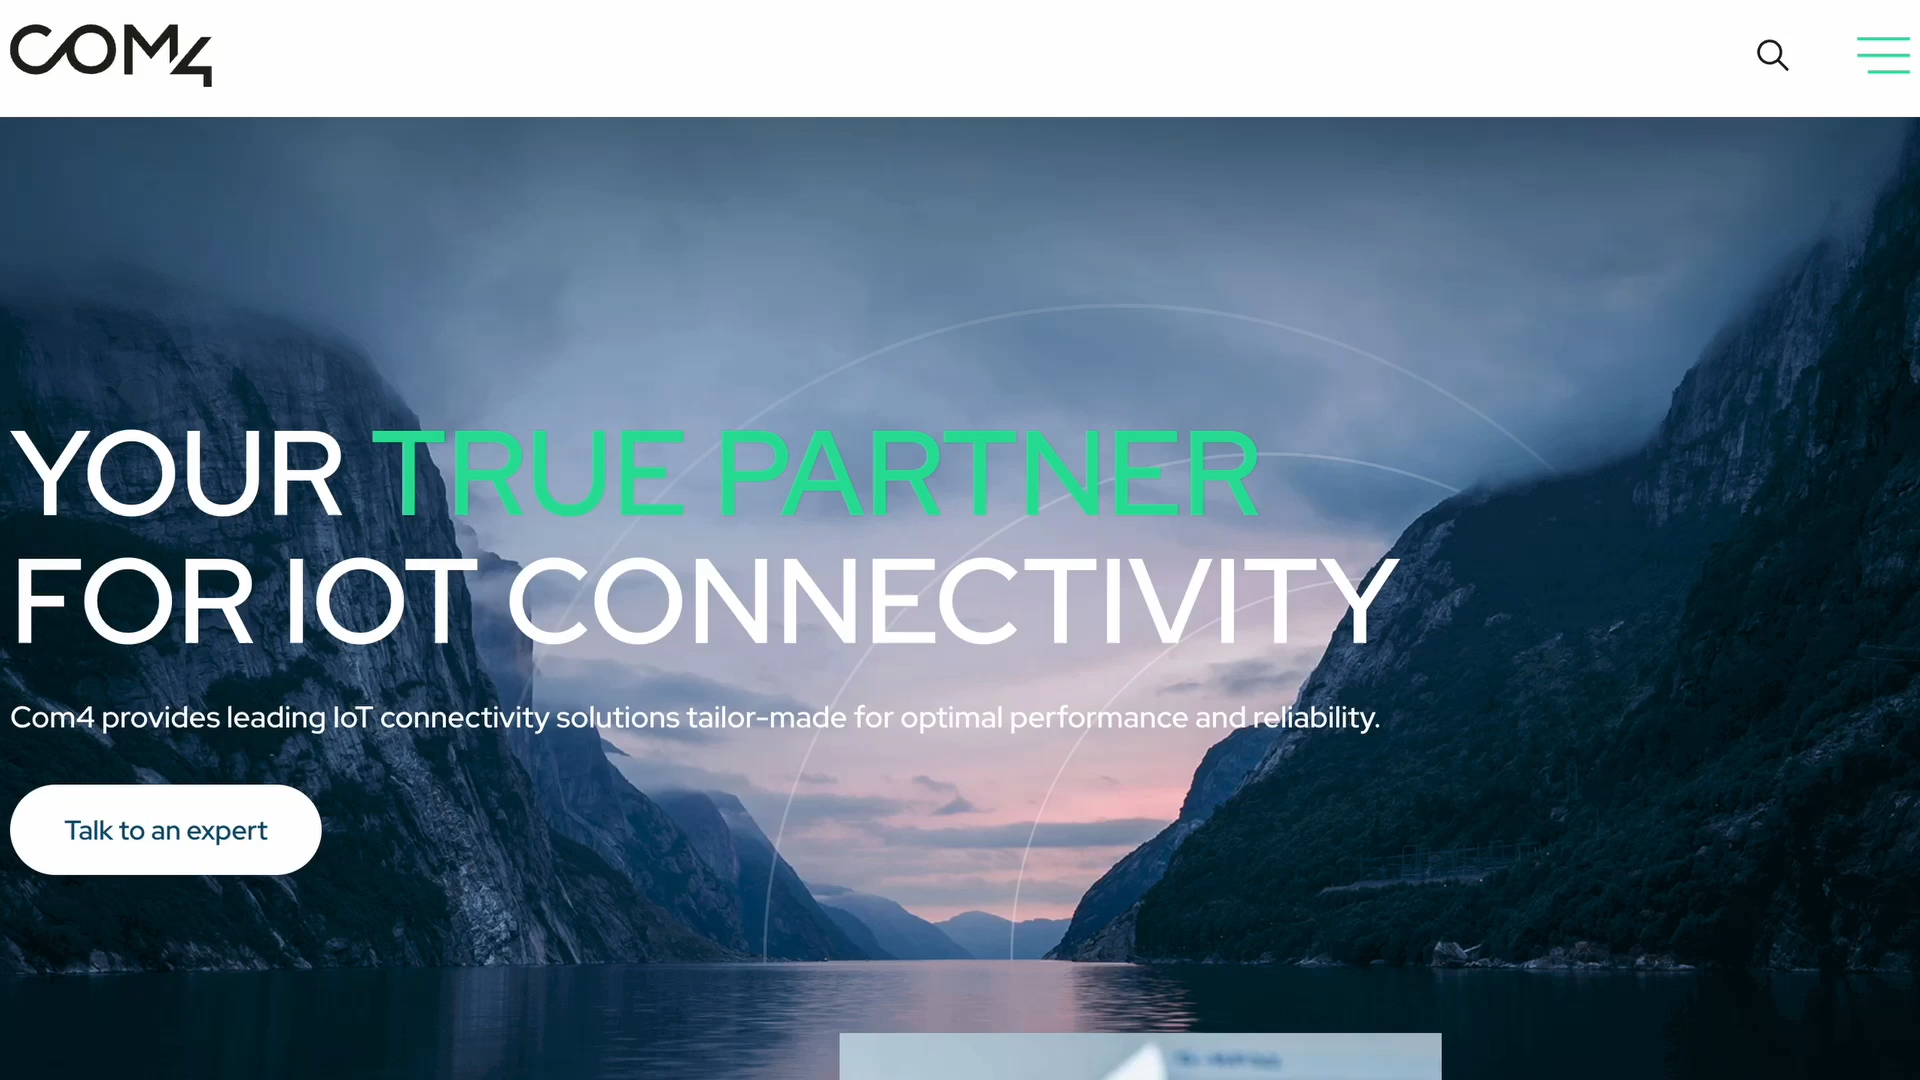 COM4
YOUR TRUE PARTNER
FOR IOT CONNECTIVITY
Com4 provides leading IoT connectivity solutions tailor-made for optimal performance and reliability.
Talk to an expert